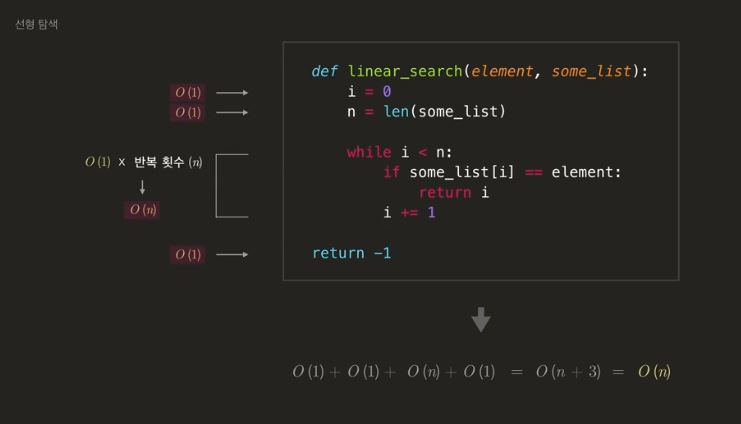 선형 탐색
def linear_search(element, some_list):
O(1) i = 0
O(1) n = len(some_list)
O(1) x 반복 횟수 (n) while i < n:
if some_list[i] == element:
O(n) return i
i += 1
O(1) return -1
O(1) + O(1) + O(n) + O(1) = O(n + 3) = O(n)